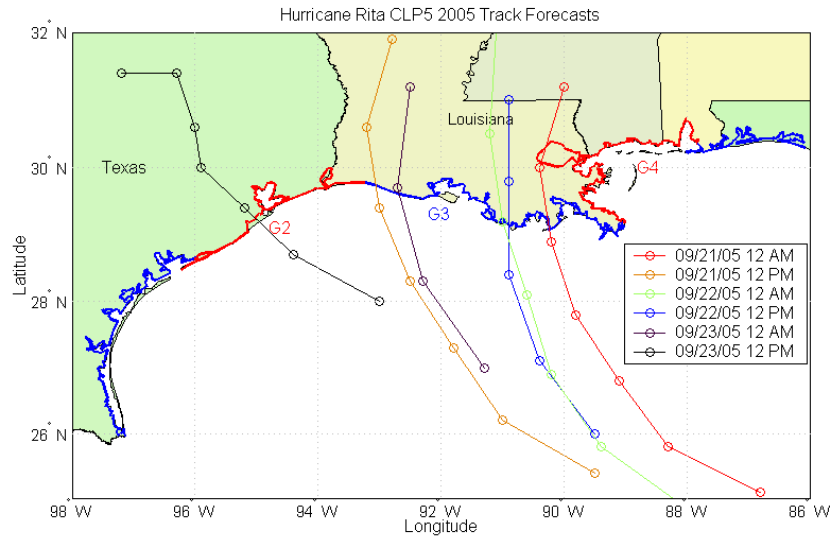 Hurricane Rita CLP5 2005 Track Forecasts
32° N
30° N
28° N
26° N
Latitude
Texas
Louisiana
G2
G3
G4
09/21/05 12 AM
09/21/05 12 PM
09/22/05 12 AM
09/22/05 12 PM
09/23/05 12 AM
09/23/05 12 PM
98° W 96° W 94° W 92° W 90° W 88° W 86° W
Longitude